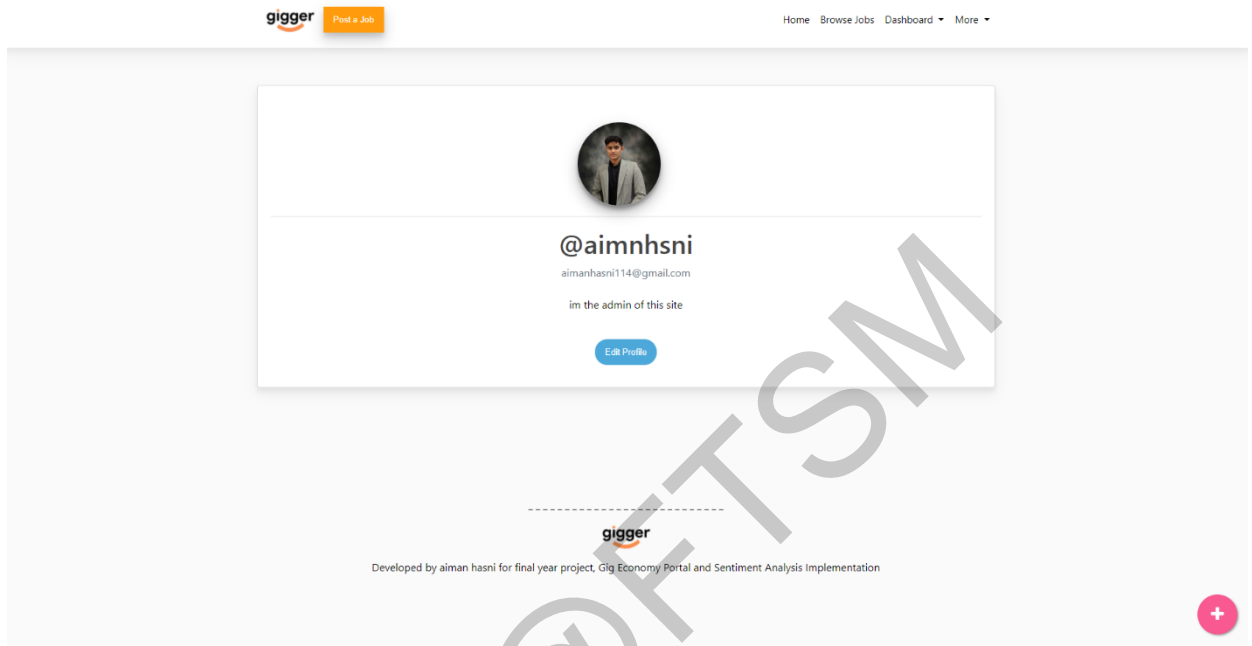 gigger
Post a Job
Home Browse Jobs Dashboard More
@aimnhsni
aimanhasni114@gmail.com
im the admin of this site
Edit Profile
gigger
Developed by aiman hasni for final year project, Gig Economy Portal and Sentiment Analysis Implementation
+
@FTSM